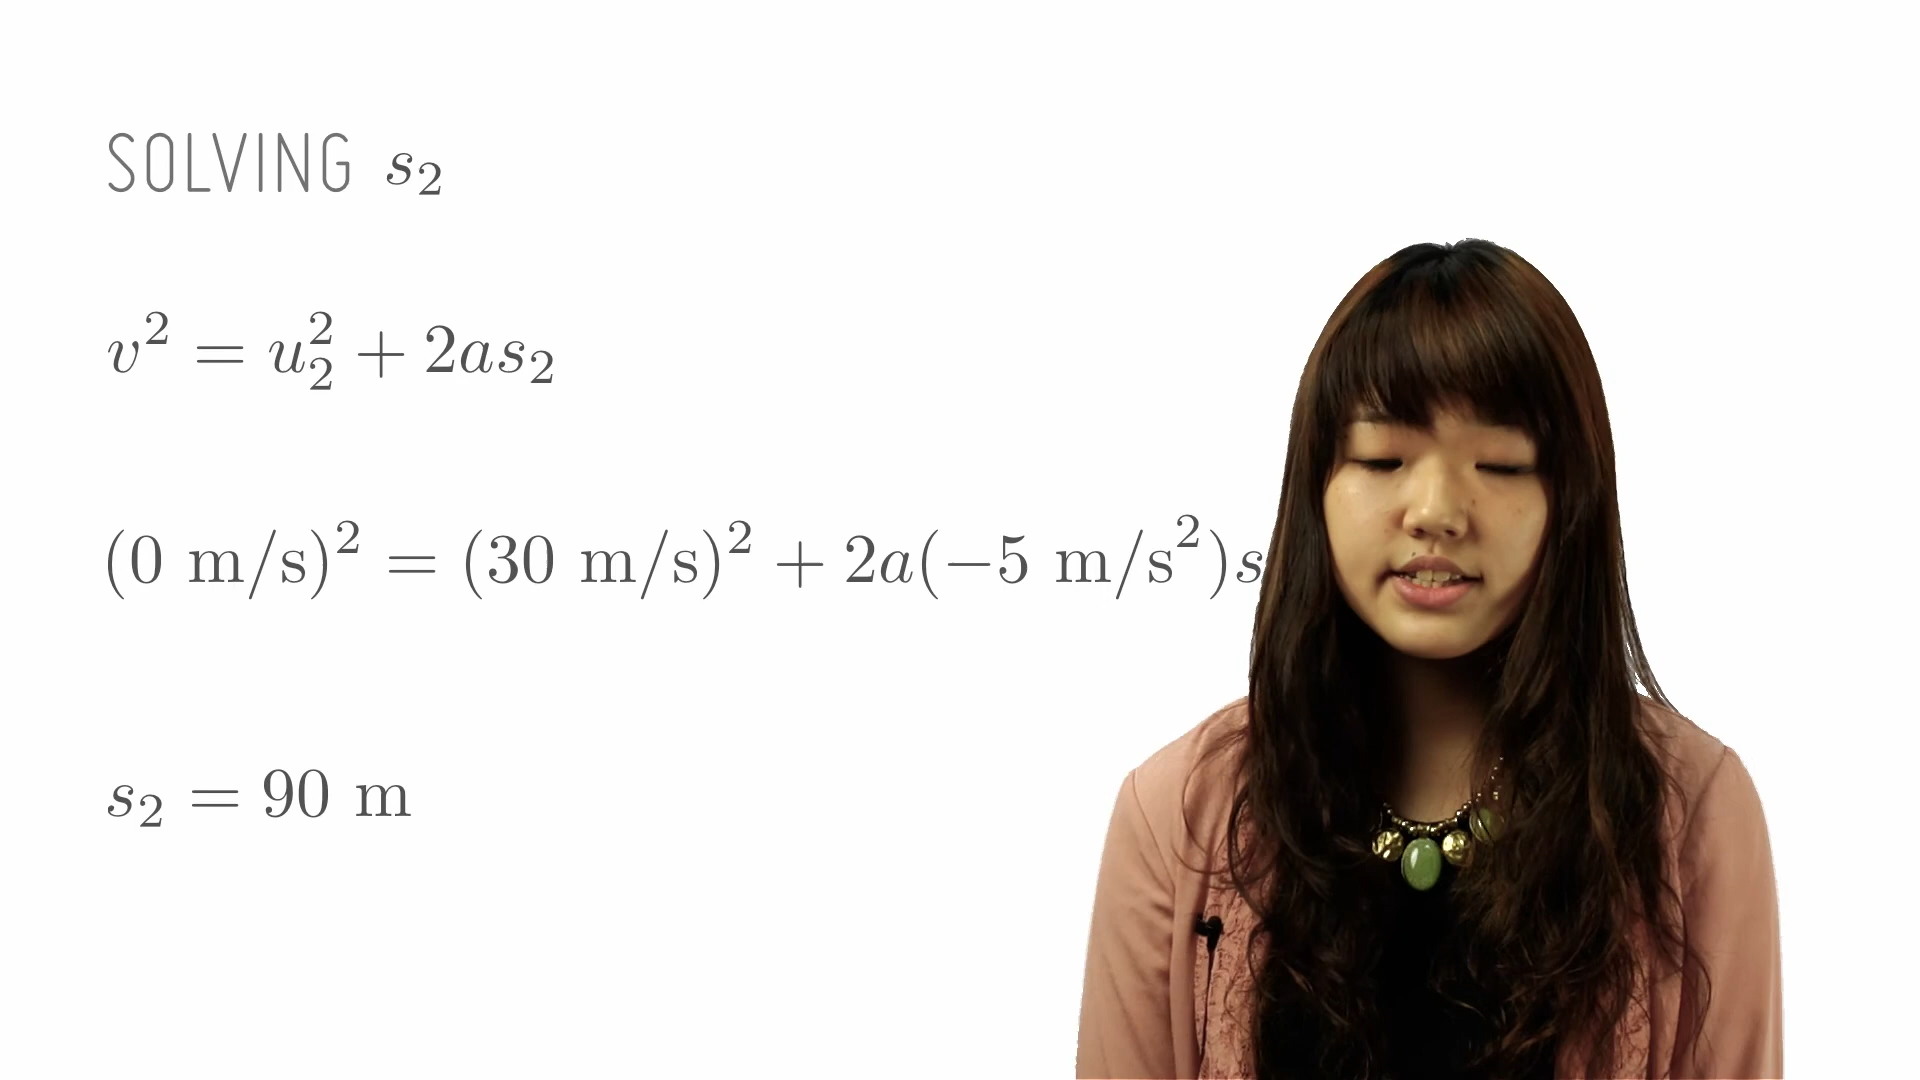 SOLVING s₂
v² = u₂² + 2as₂
(0 m/s)² = (30 m/s)² + 2a(−5 m/s²)s
s₂ = 90 m